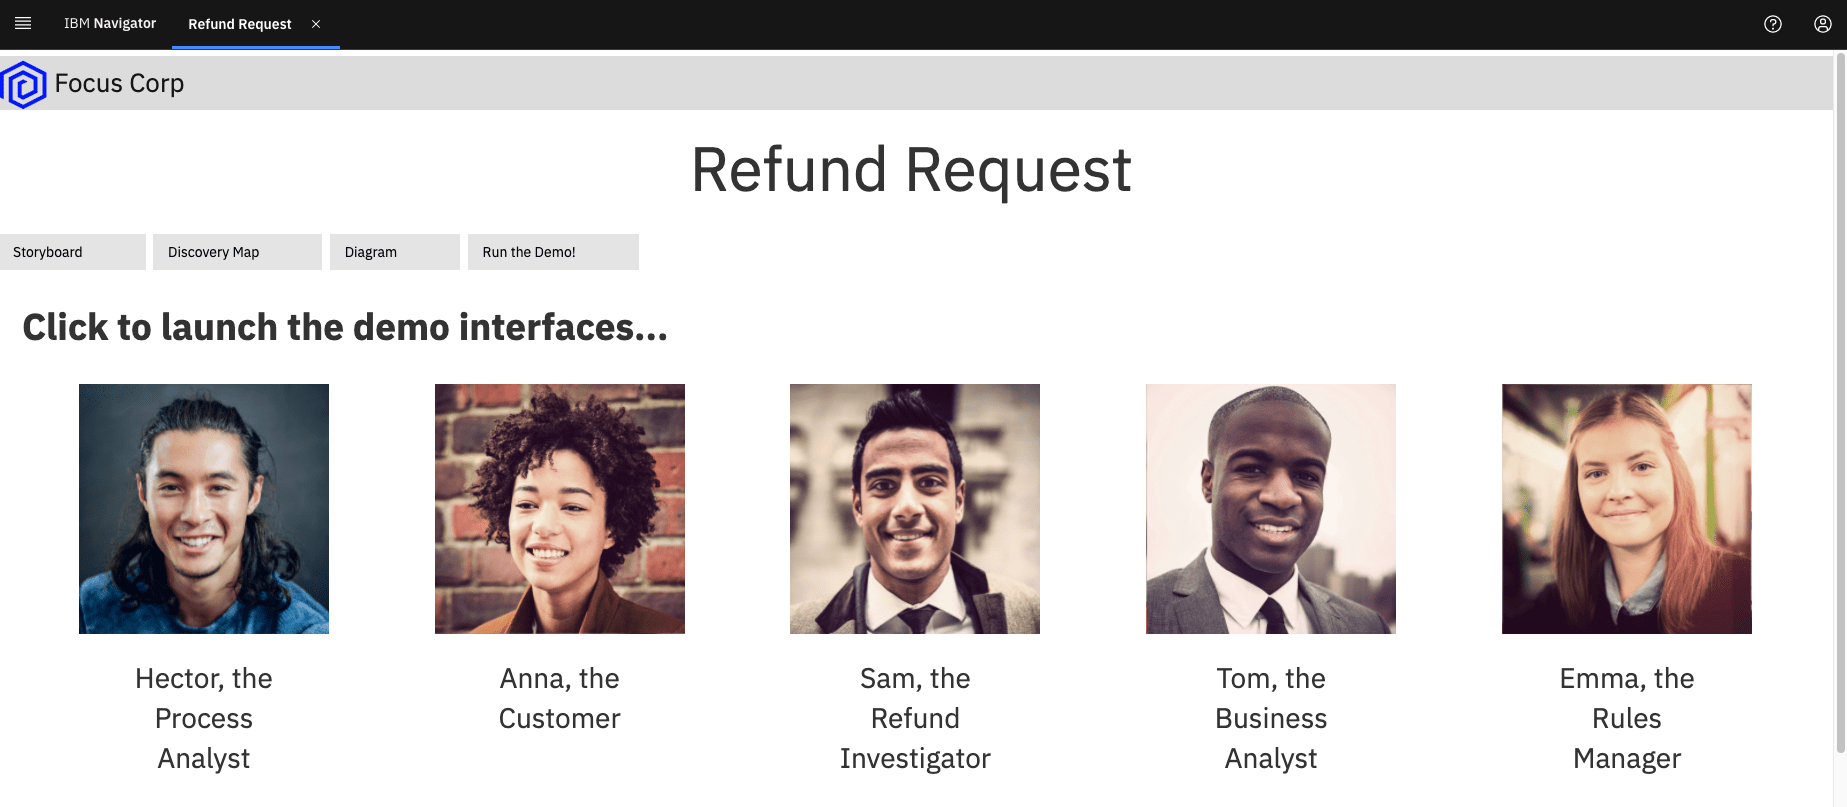 IBM Navigator
Refund Request
Focus Corp
Refund Request
Storyboard
Discovery Map
Diagram
Run the Demo!
Click to launch the demo interfaces...
Hector, the
Process
Analyst
Anna, the
Customer
Sam, the
Refund
Investigator
Tom, the
Business
Analyst
Emma, the
Rules
Manager